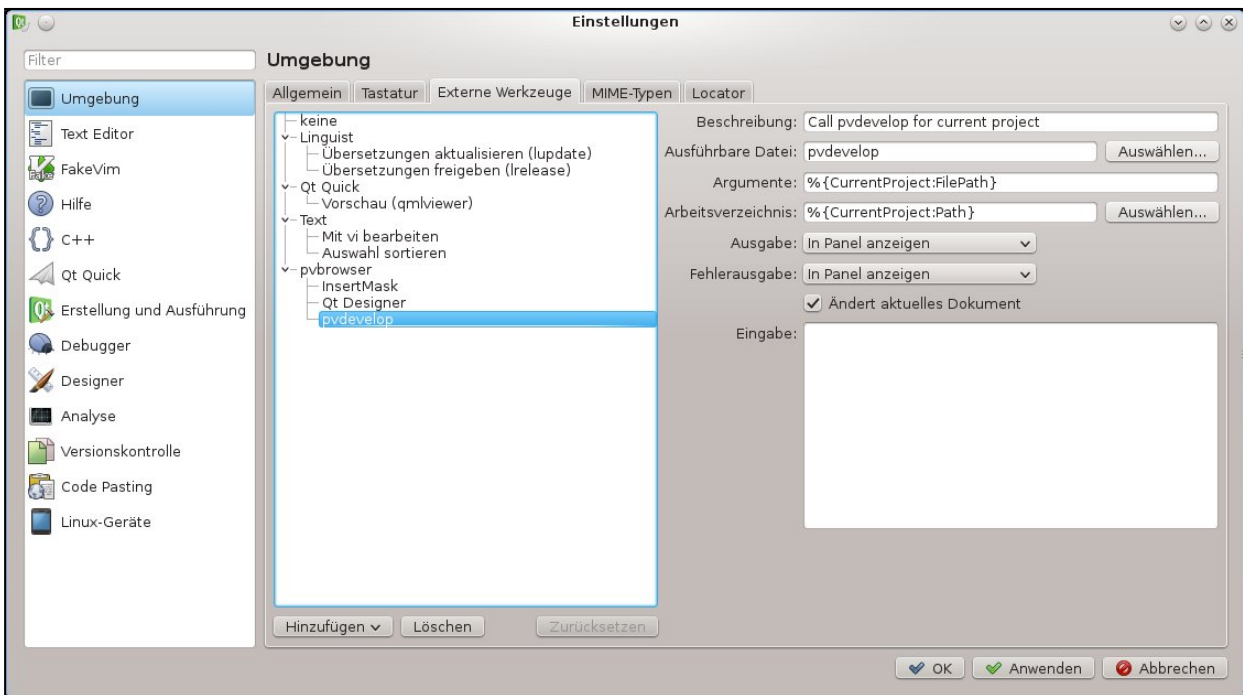 Einstellungen
Filter
Umgebung
Text Editor
FakeVim
Hilfe
C++
Qt Quick
Erstellung und Ausführung
Debugger
Designer
Analyse
Versionskontrolle
Code Pasting
Linux-Geräte
Umgebung
Allgemein
Tastatur
Externe Werkzeuge
MIME-Typen
Locator
keine
Linguist
Übersetzungen aktualisieren (lupdate)
Übersetzungen freigeben (lrelease)
Qt Quick
Vorschau (qmlviewer)
Text
Mit vi bearbeiten
Auswahl sortieren
pvbrowser
InsertMask
Qt Designer
pvdevelop
Hinzufügen
Löschen
Zurücksetzen
Beschreibung: Call pvdevelop for current project
Ausführbare Datei: pvdevelop Auswählen...
Argumente: %{CurrentProject:FilePath}
Arbeitsverzeichnis: %{CurrentProject:Path} Auswählen...
Ausgabe: In Panel anzeigen
Fehlerausgabe: In Panel anzeigen
Ändert aktuelles Dokument
Eingabe:
OK
Anwenden
Abbrechen